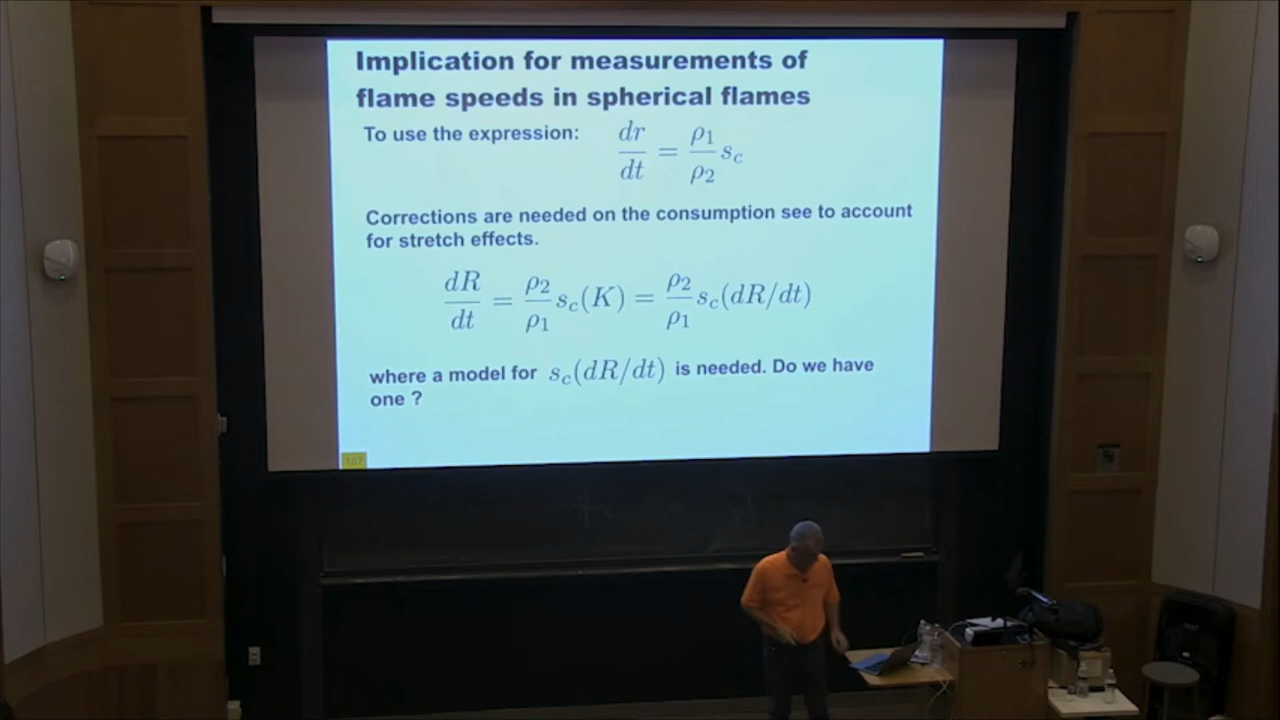 Implication for measurements of
flame speeds in spherical flames
To use the expression: dr/dt = ρ1/ρ2 sc
Corrections are needed on the consumption see to account
for stretch effects.
dR/dt = ρ2/ρ1 sc(K) = ρ2/ρ1 sc(dR/dt)
where a model for sc(dR/dt) is needed. Do we have
one ?
167